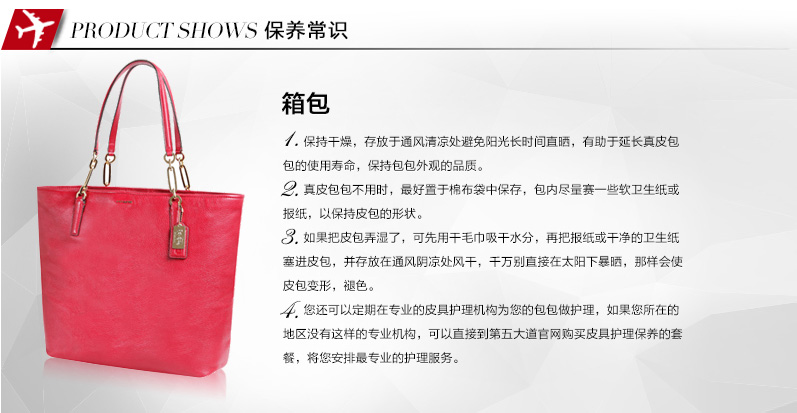 PRODUCT SHOWS 保养常识
箱包
1. 保持干燥，存放于通风清凉处避免阳光长时间直晒，有助于延长真皮包
包的使用寿命，保持包包外观的品质。
2. 真皮包包不用时，最好置于棉布袋中保存，包内尽量赛一些软卫生纸或
报纸，以保持皮包的形状。
3. 如果把皮包弄湿了，可先用干毛巾吸干水分，再把报纸或干净的卫生纸
塞进皮包，并存放在通风阴凉处风干，千万别直接在太阳下暴晒，那样会使
皮包变形，褪色。
4. 您还可以定期在专业的皮具护理机构为您的包包做护理，如果您所在的
地区没有这样的专业机构，可以直接到第五大道官网购买皮具护理保养的套
餐，将您安排最专业的护理服务。